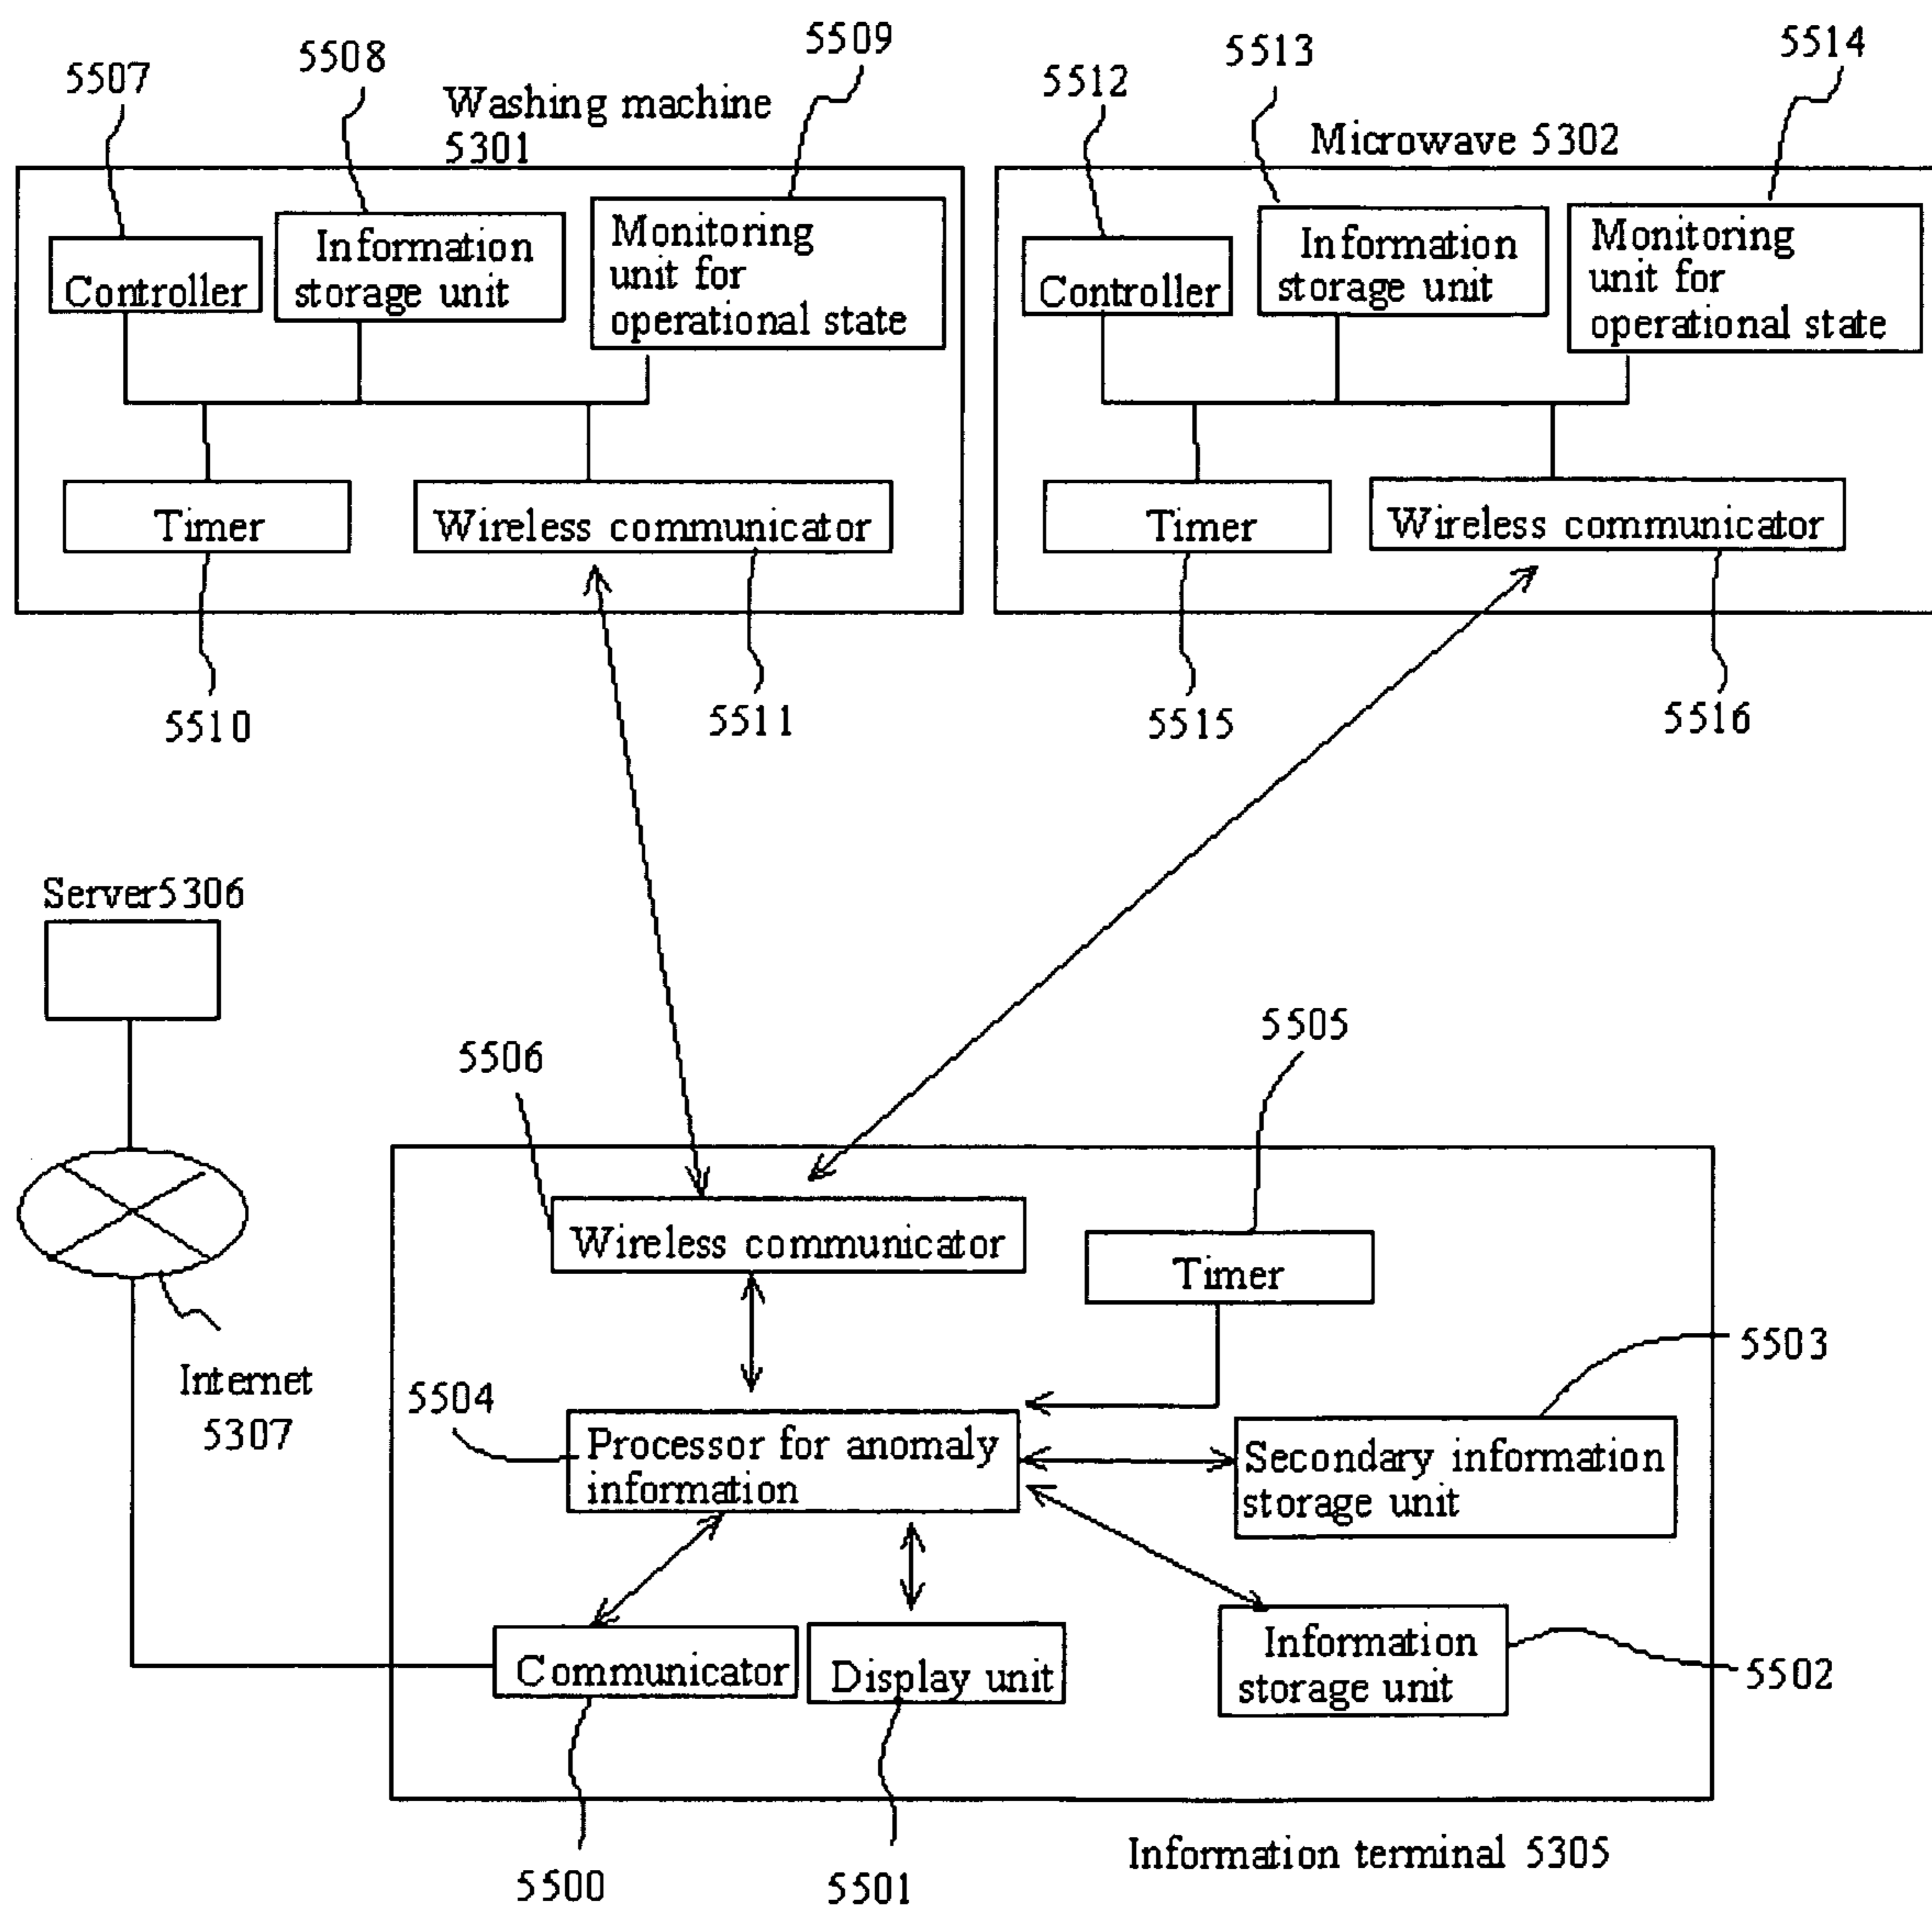 5507
5508
5509
Washing machine
5301
Controller
Information
storage unit
Monitoring
unit for
operational state
Timer
Wireless communicator
5510
5511
5512
5513
5514
Microwave 5302
Controller
Information
storage unit
Monitoring
unit for
operational state
Timer
Wireless communicator
5515
5516
Server5306
Internet
5307
5506
5505
Wireless communicator
Timer
5503
5504
Processor for anomaly
information
Secondary information
storage unit
Communicator
Display unit
Information
storage unit
5502
5500
5501
Information terminal 5305